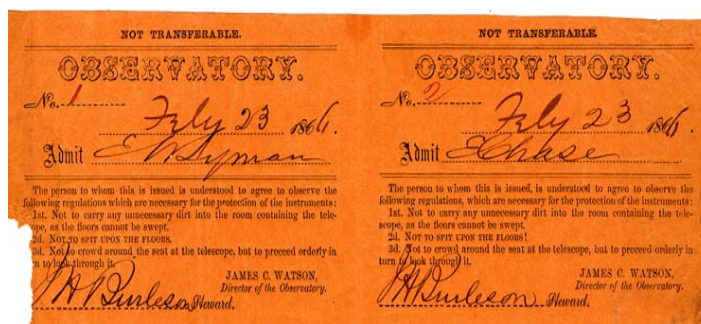 NOT TRANSFERABLE.
OBSERVATORY.
No. 1
Feby 23 1866.
Admit E Lyman
The person to whom this is issued is understood to agree to observe the
following regulations which are necessary for the protection of the instruments:
1st. Not to carry any unnecessary dirt into the room containing the tele-
scope, as the floors cannot be swept.
2d. NOT TO SPIT UPON THE FLOORS.
3d. Not to crowd around the seat at the telescope, but to proceed orderly in
rn to look through it.
JAMES C. WATSON,
Director of the Observatory.
J H Burleson Steward.
NOT TRANSFERABLE.
OBSERVATORY.
No. 2
Feby 23 1866.
Admit E Chase
The person to whom this is issued, is understood to agree to observe the
following regulations, which are necessary for the protection of the instruments:
1st. Not to carry any unnecessary dirt into the room containing the tele-
scope, as the floors cannot be swept.
2d. NOT TO SPIT UPON THE FLOORS!
3d. Not to crowd around the seat at the telescope, but to proceed orderly in
turn to look through it.
JAMES C. WATSON,
Director of the Observatory.
J H Burleson Steward.